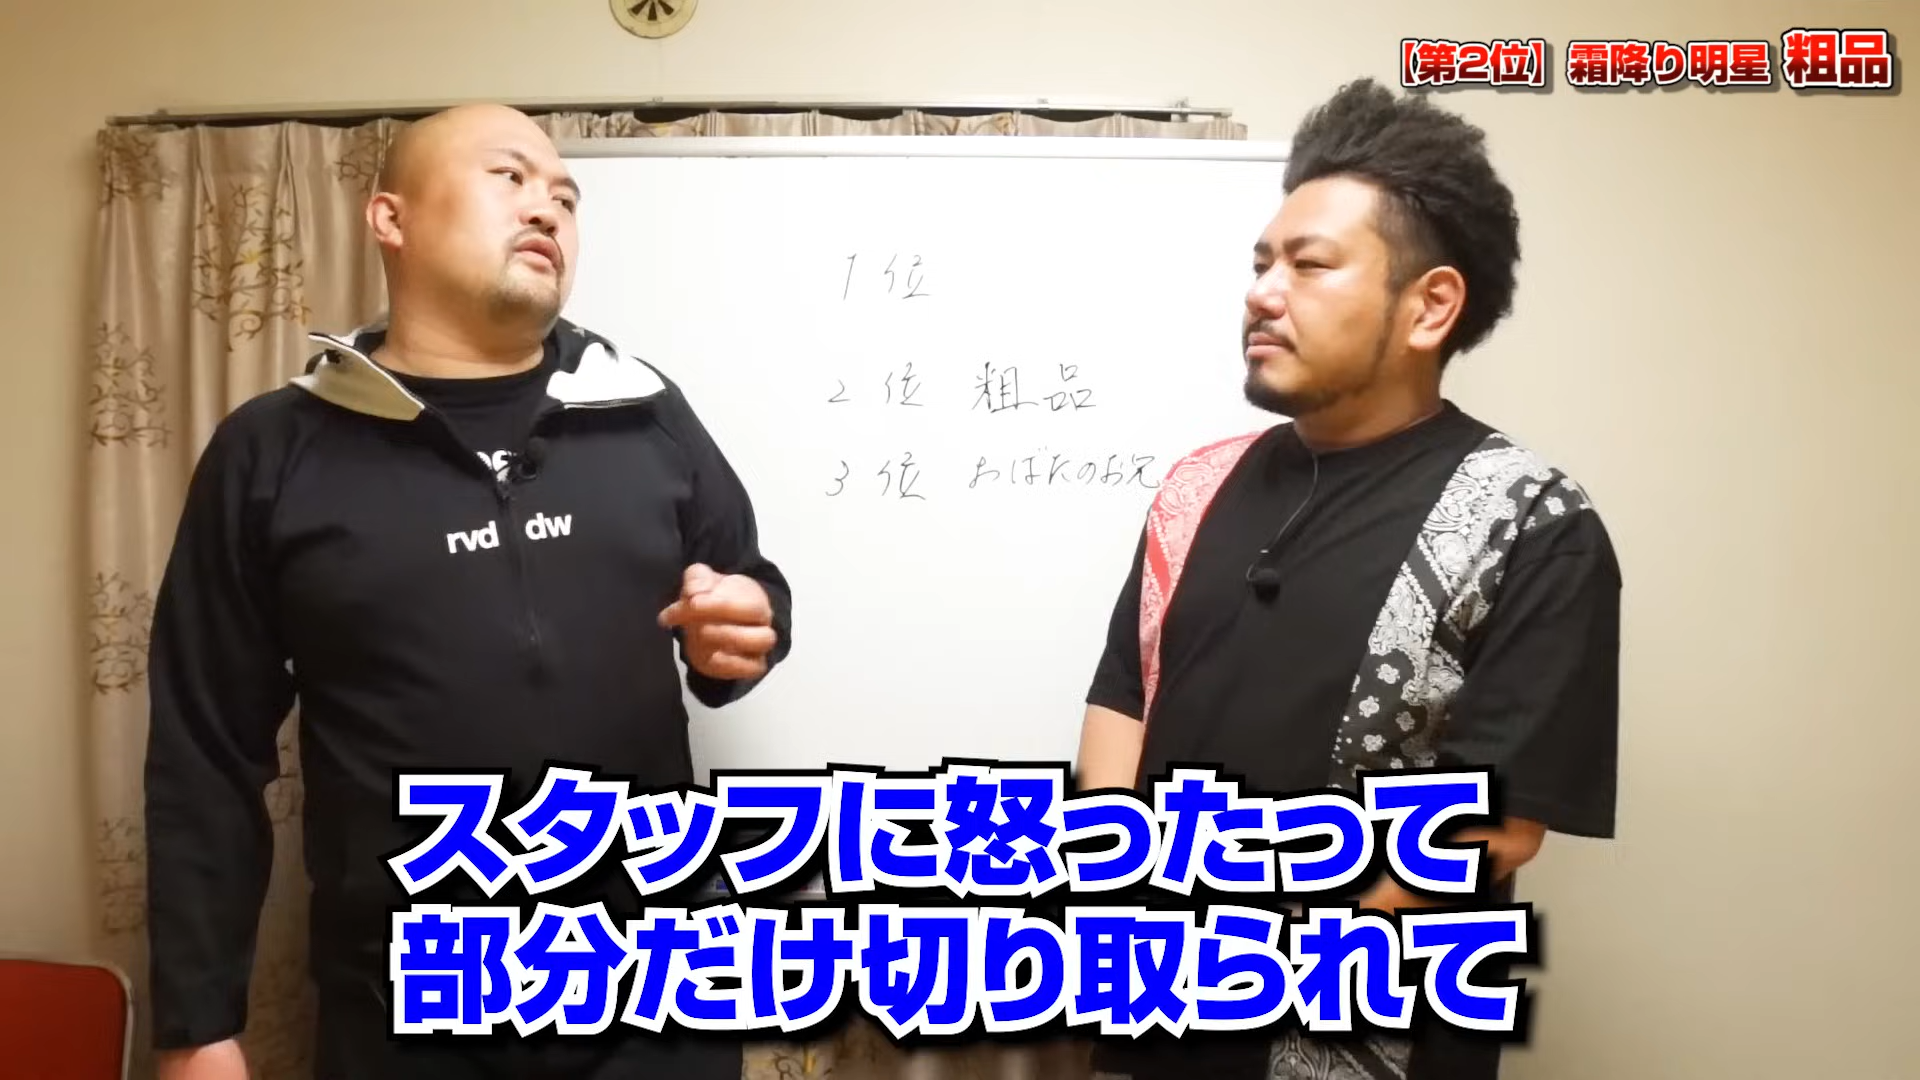 【第2位】 霜降り明星 粗品
1位
2位 粗品
3位 おばたのお兄
rvd dw
スタッフに怒ったって
部分だけ切り取られて